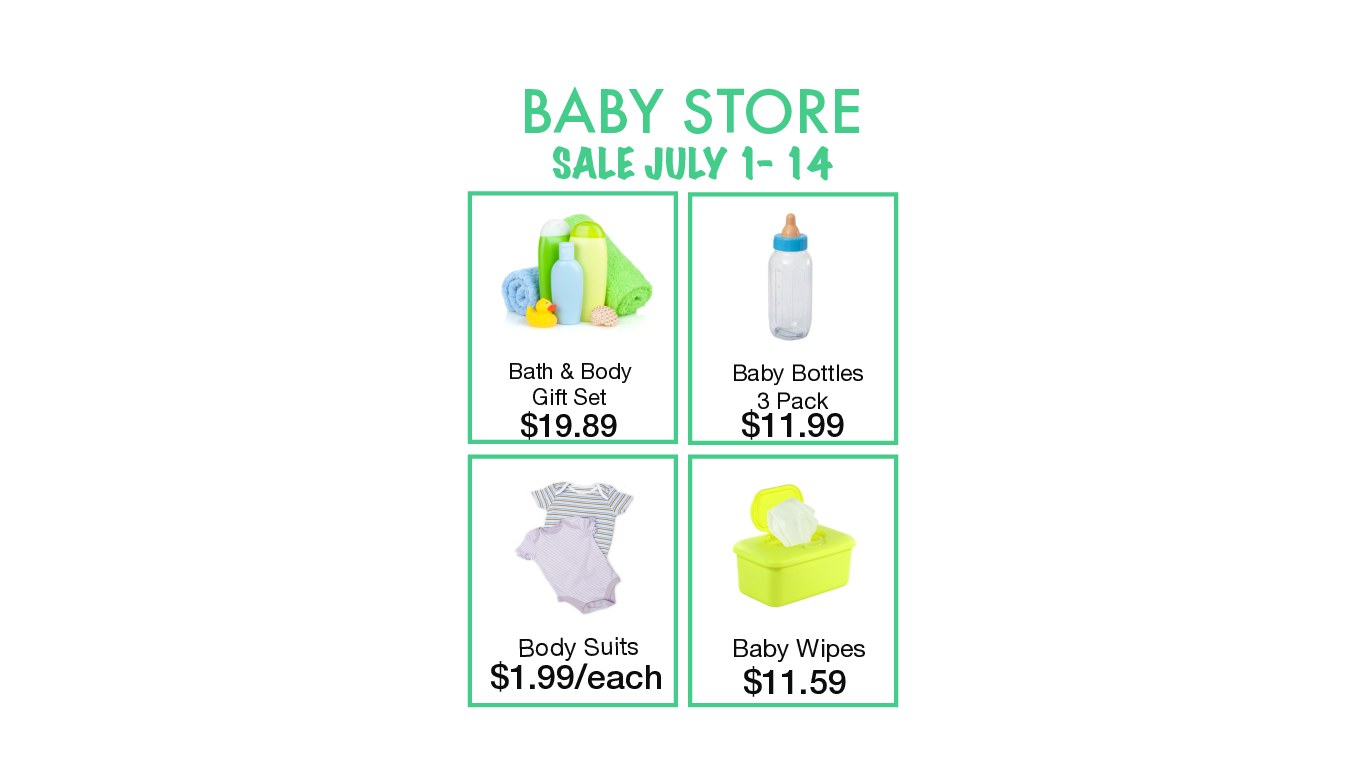 BABY STORE
SALE JULY 1- 14
Bath & Body
Gift Set
$19.89
Baby Bottles
3 Pack
$11.99
Body Suits
$1.99/each
Baby Wipes
$11.59